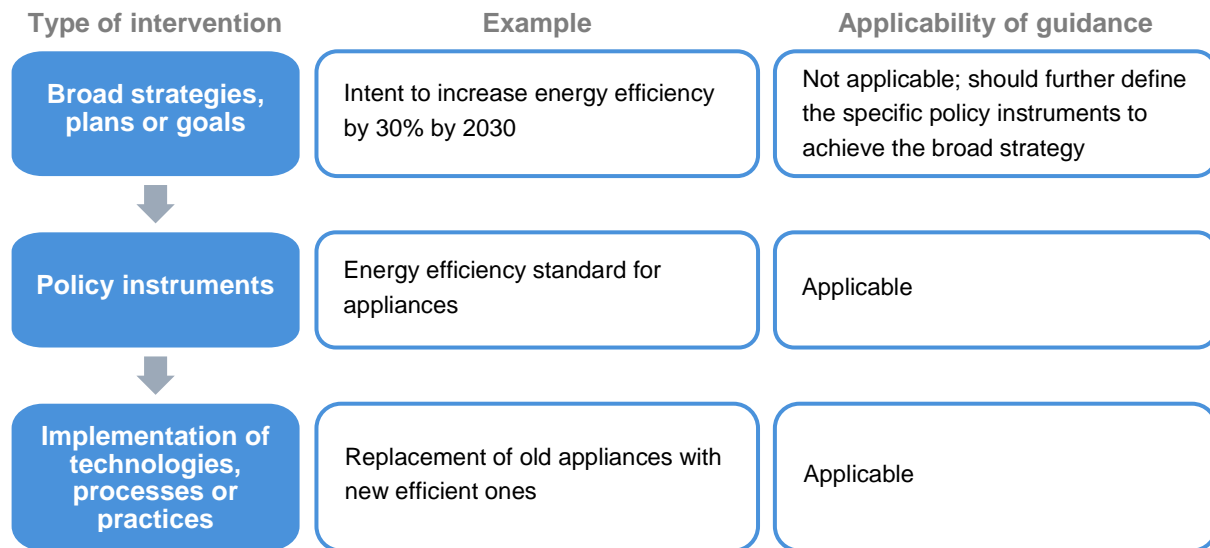 Type of intervention
Example
Applicability of guidance
Broad strategies,
plans or goals
Intent to increase energy efficiency
by 30% by 2030
Not applicable; should further define
the specific policy instruments to
achieve the broad strategy
Policy instruments
Energy efficiency standard for
appliances
Applicable
Implementation of
technologies,
processes or
practices
Replacement of old appliances with
new efficient ones
Applicable